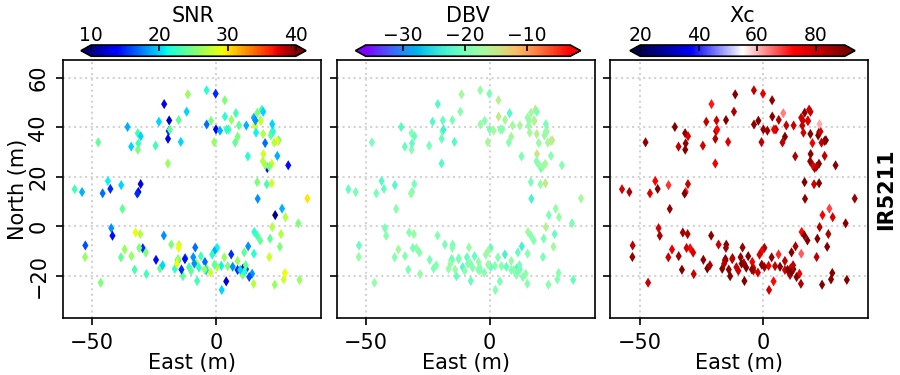 SNR
10 20 30 40
DBV
−30 −20 −10
Xc
20 40 60 80
North (m)
60
40
20
0
−20
−50 0
East (m)
−50 0
East (m)
−50 0
East (m)
IR5211